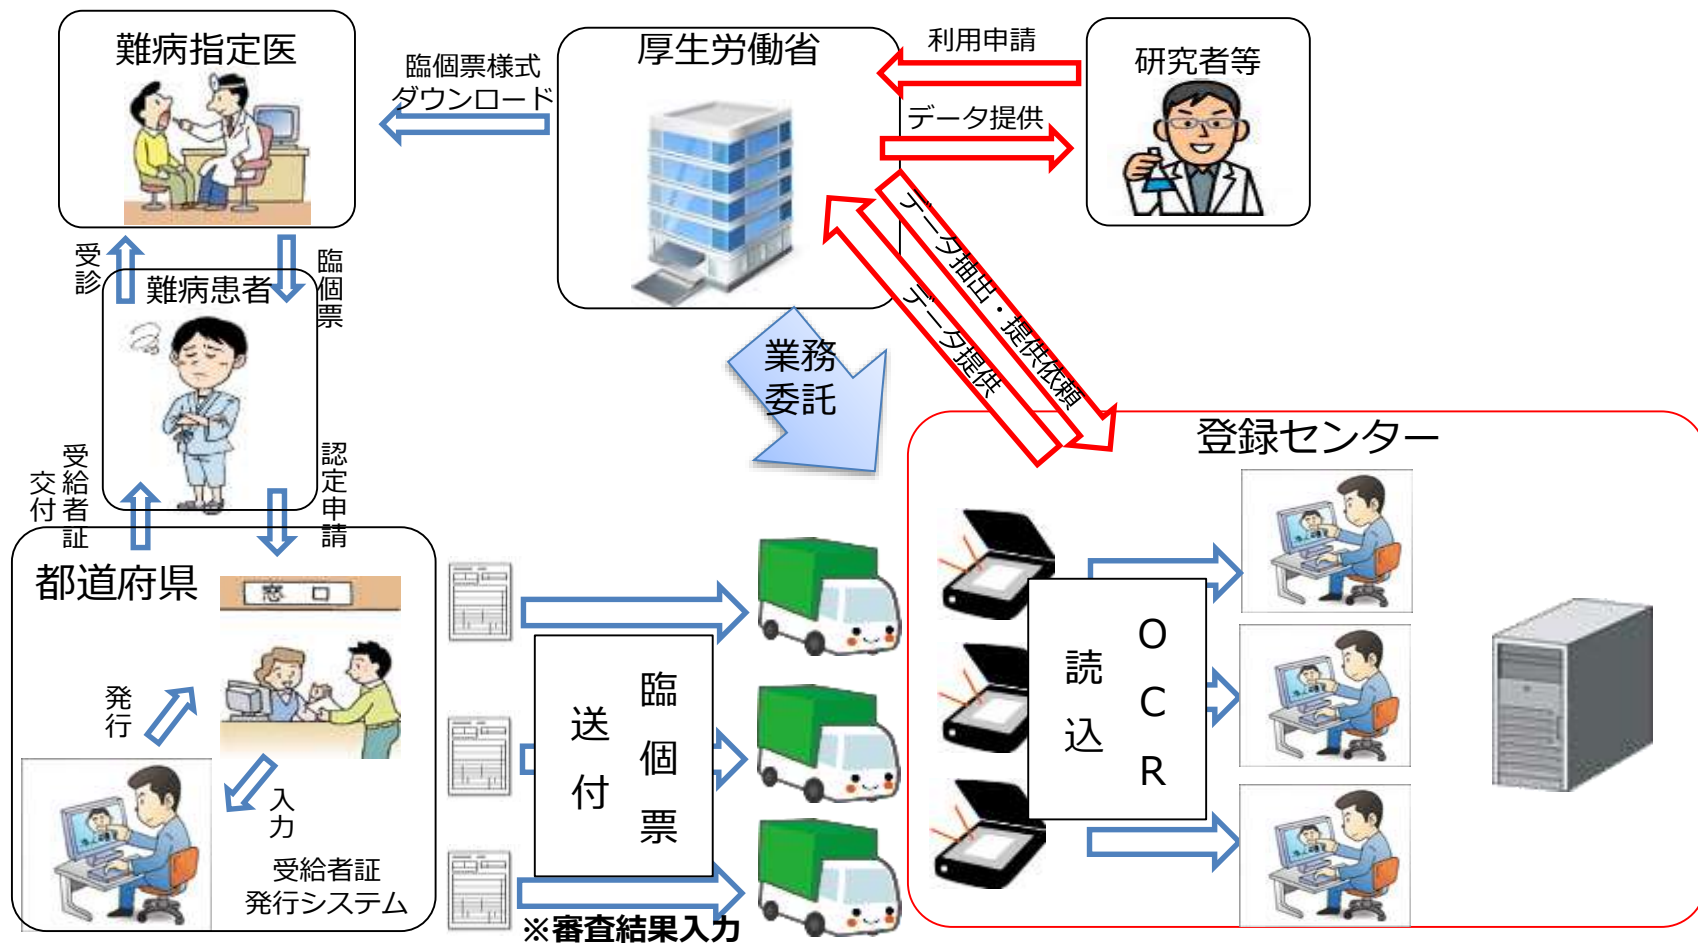 難病指定医
臨個票様式
ダウンロード
厚生労働省
利用申請
データ提供
研究者等
受診
臨個票
難病患者
データ抽出・提供依頼
データ提供
業務
委託
受給者証
交付
認定申請
都道府県
窓口
発行
入力
受給者証
発行システム
臨個票
送付
※審査結果入力
登録センター
OCR
読込